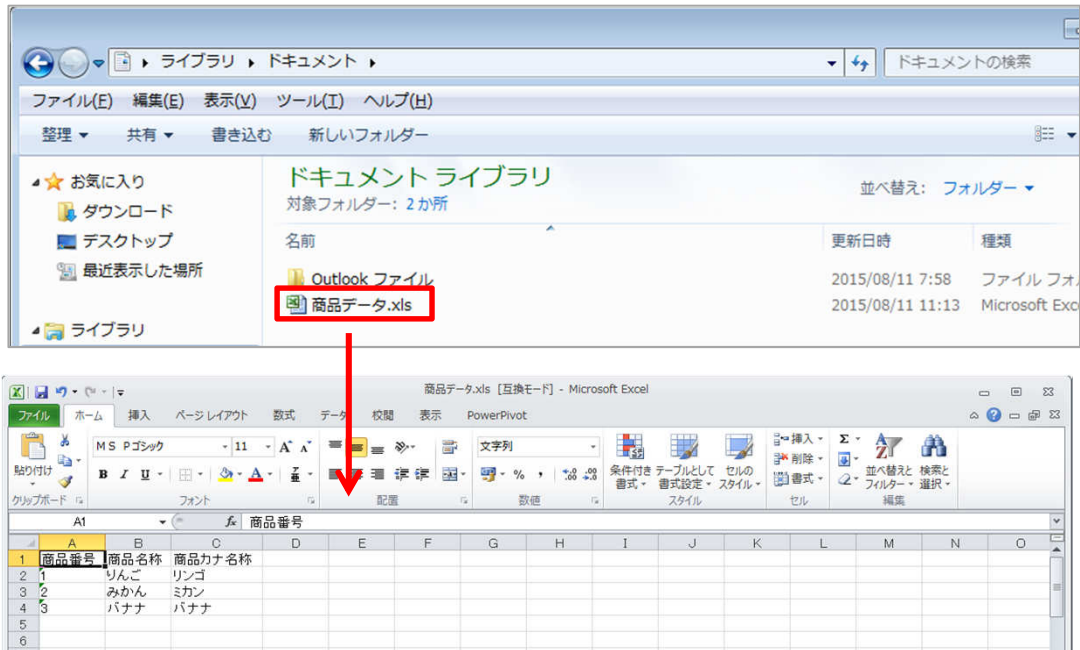 ライブラリ ドキュメント ドキュメントの検索
ファイル(F) 編集(E) 表示(V) ツール(T) ヘルプ(H)
整理 共有 書き込む 新しいフォルダー
お気に入り
ダウンロード
デスクトップ
最近表示した場所
ライブラリ
ドキュメント ライブラリ
対象フォルダー: 2か所
並べ替え: フォルダー
名前 更新日時 種類
Outlook ファイル 2015/08/11 7:58 ファイル フォ
商品データ.xls 2015/08/11 11:13 Microsoft Exc
商品データ.xls [互換モード] - Microsoft Excel
ファイル ホーム 挿入 ページ レイアウト 数式 データ 校閲 表示 PowerPivot
MS Pゴシック 11 文字列
貼り付け
B I U A
% ,
条件付き書式 テーブルとして書式設定 セルのスタイル
挿入
削除
書式
並べ替えとフィルター 検索と選択
クリップボード フォント 配置 数値 スタイル セル 編集
A1 fx 商品番号
A B C D E F G H I J K L M N O
1 商品番号 商品名称 商品カナ名称
2 1 りんご リンゴ
3 2 みかん ミカン
4 3 バナナ バナナ
5
6